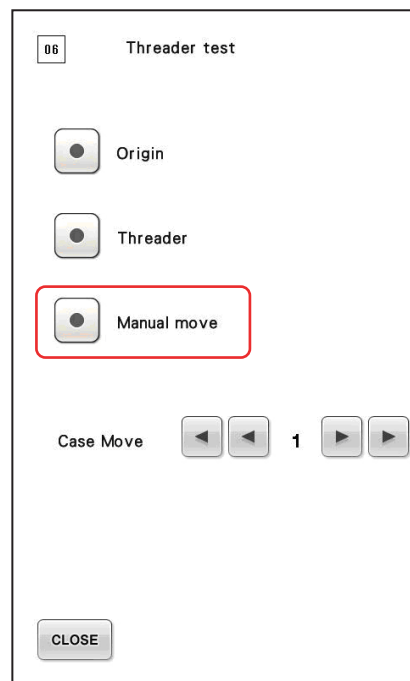 06 Threader test
Origin
Threader
Manual move
Case Move 1
CLOSE